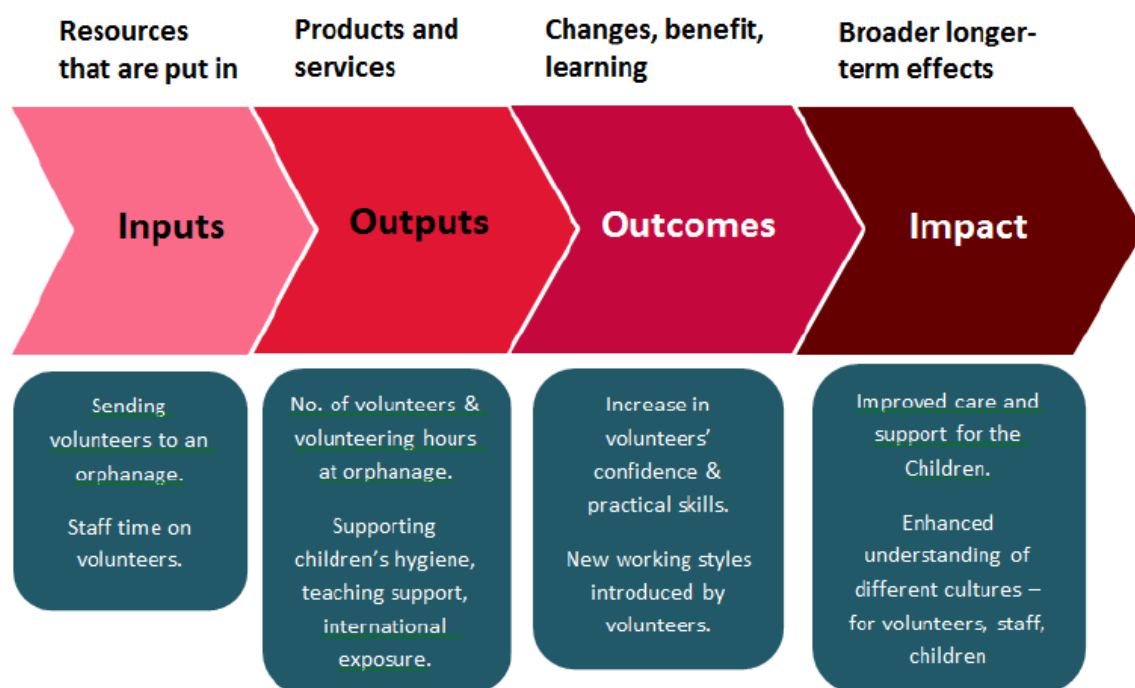 Resources
that are put in
Products and
services
Changes, benefit,
learning
Broader longer-
term effects
Inputs
Outputs
Outcomes
Impact
Sending
volunteers to an
orphanage.
Staff time on
volunteers.
No. of volunteers &
volunteering hours
at orphanage.
Supporting
children’s hygiene,
teaching support,
international
exposure.
Increase in
volunteers’
confidence &
practical skills.
New working styles
introduced by
volunteers.
Improved care and
support for the
Children.
Enhanced
understanding of
different cultures –
for volunteers, staff,
children